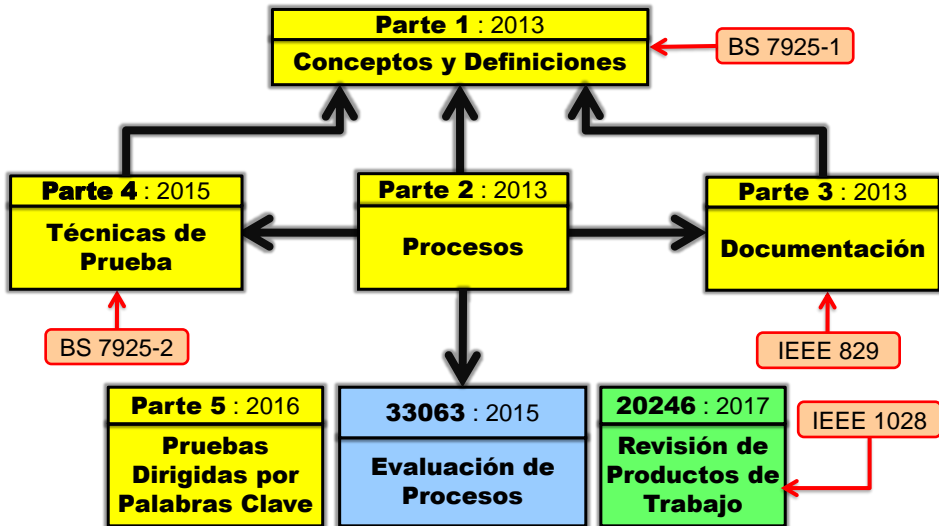 Parte 1 : 2013
Conceptos y Definiciones
BS 7925-1
Parte 4 : 2015
Técnicas de
Prueba
Parte 2 : 2013
Procesos
Parte 3 : 2013
Documentación
BS 7925-2
IEEE 829
Parte 5 : 2016
Pruebas
Dirigidas por
Palabras Clave
33063 : 2015
Evaluación de
Procesos
20246 : 2017
Revisión de
Productos de
Trabajo
IEEE 1028